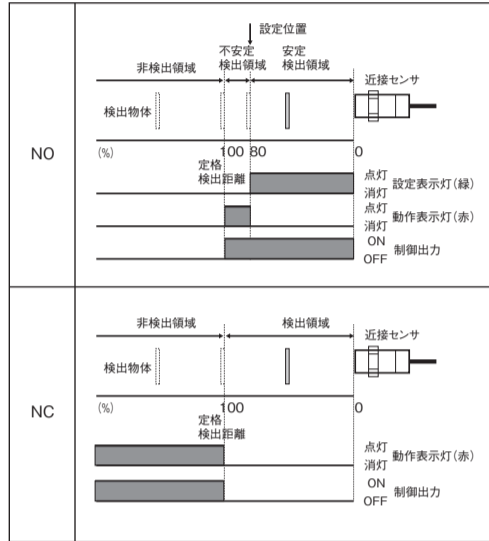 NO
設定位置
非検出領域
不安定
検出領域
安定
検出領域
近接センサ
検出物体
(%)
100 80
0
定格
検出距離
点灯
消灯
設定表示灯(緑)
点灯
消灯
動作表示灯(赤)
ON
OFF
制御出力
NC
非検出領域
検出領域
近接センサ
検出物体
(%)
100
0
定格
検出距離
点灯
消灯
動作表示灯(赤)
ON
OFF
制御出力